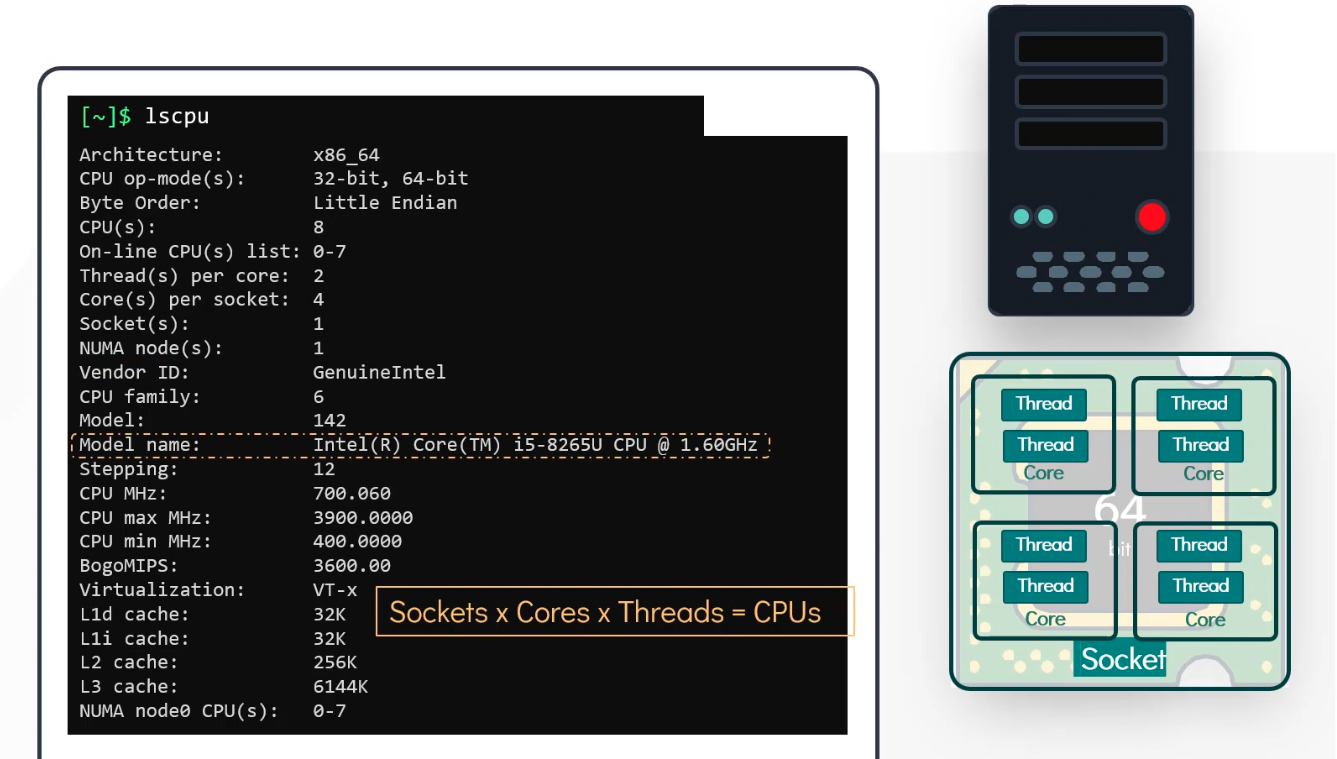 [~]$ lscpu
Architecture: x86_64
CPU op-mode(s): 32-bit, 64-bit
Byte Order: Little Endian
CPU(s): 8
On-line CPU(s) list: 0-7
Thread(s) per core: 2
Core(s) per socket: 4
Socket(s): 1
NUMA node(s): 1
Vendor ID: GenuineIntel
CPU family: 6
Model: 142
Model name: Intel(R) Core(TM) i5-8265U CPU @ 1.60GHz
Stepping: 12
CPU MHz: 700.060
CPU max MHz: 3900.0000
CPU min MHz: 400.0000
BogoMIPS: 3600.00
Virtualization: VT-x
L1d cache: 32K
L1i cache: 32K
L2 cache: 256K
L3 cache: 6144K
NUMA node0 CPU(s): 0-7
Sockets x Cores x Threads = CPUs
Thread
Thread
Core
Thread
Thread
Core
64
bit
Thread
Thread
Core
Thread
Thread
Core
Socket